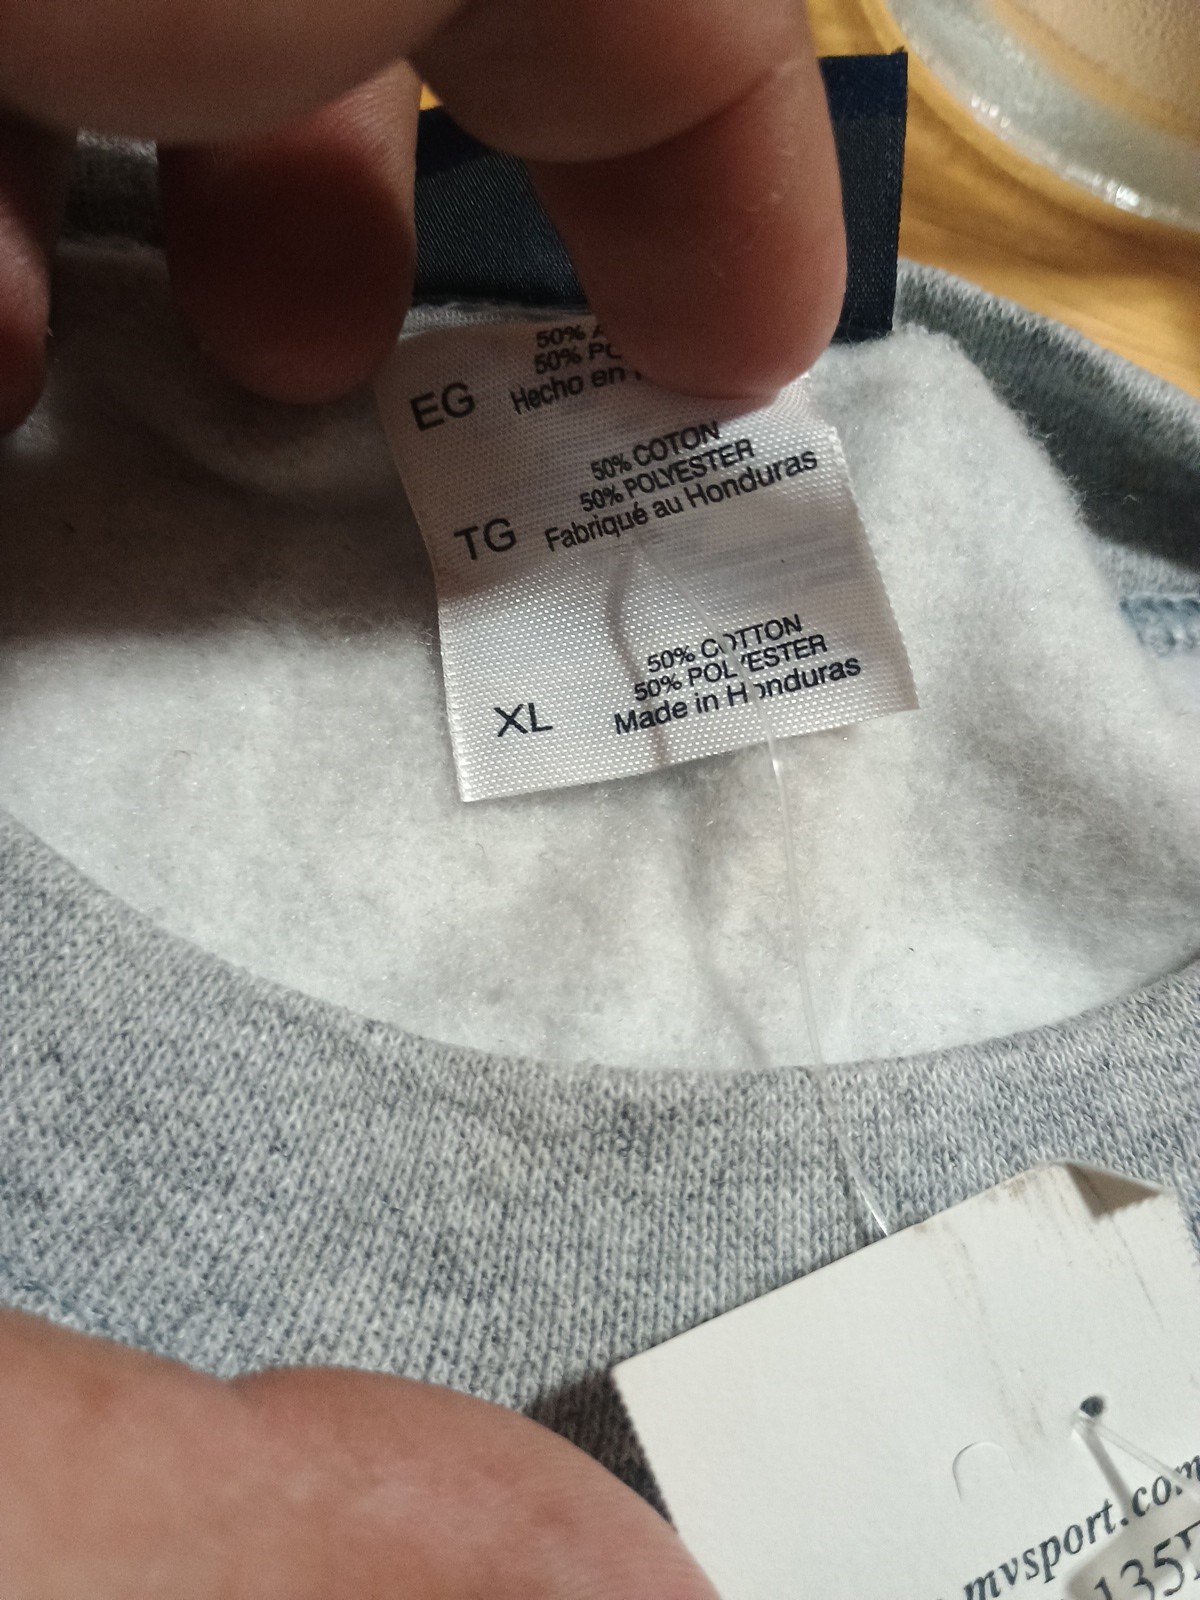 50%
50%
EG Hecho en
50% COTON
50% POLYESTER
TG Fabriqué au Honduras
50% COTTON
50% POLYESTER
XL Made in Honduras
mvsport.com